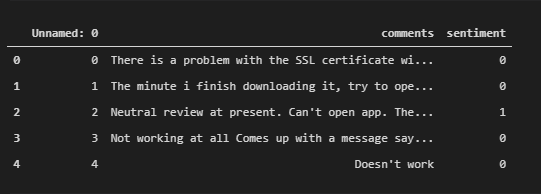 Unnamed: 0 comments sentiment
0 0 There is a problem with the SSL certificate wi... 0
1 1 The minute i finish downloading it, try to ope... 0
2 2 Neutral review at present. Can't open app. The... 1
3 3 Not working at all Comes up with a message say... 0
4 4 Doesn't work 0